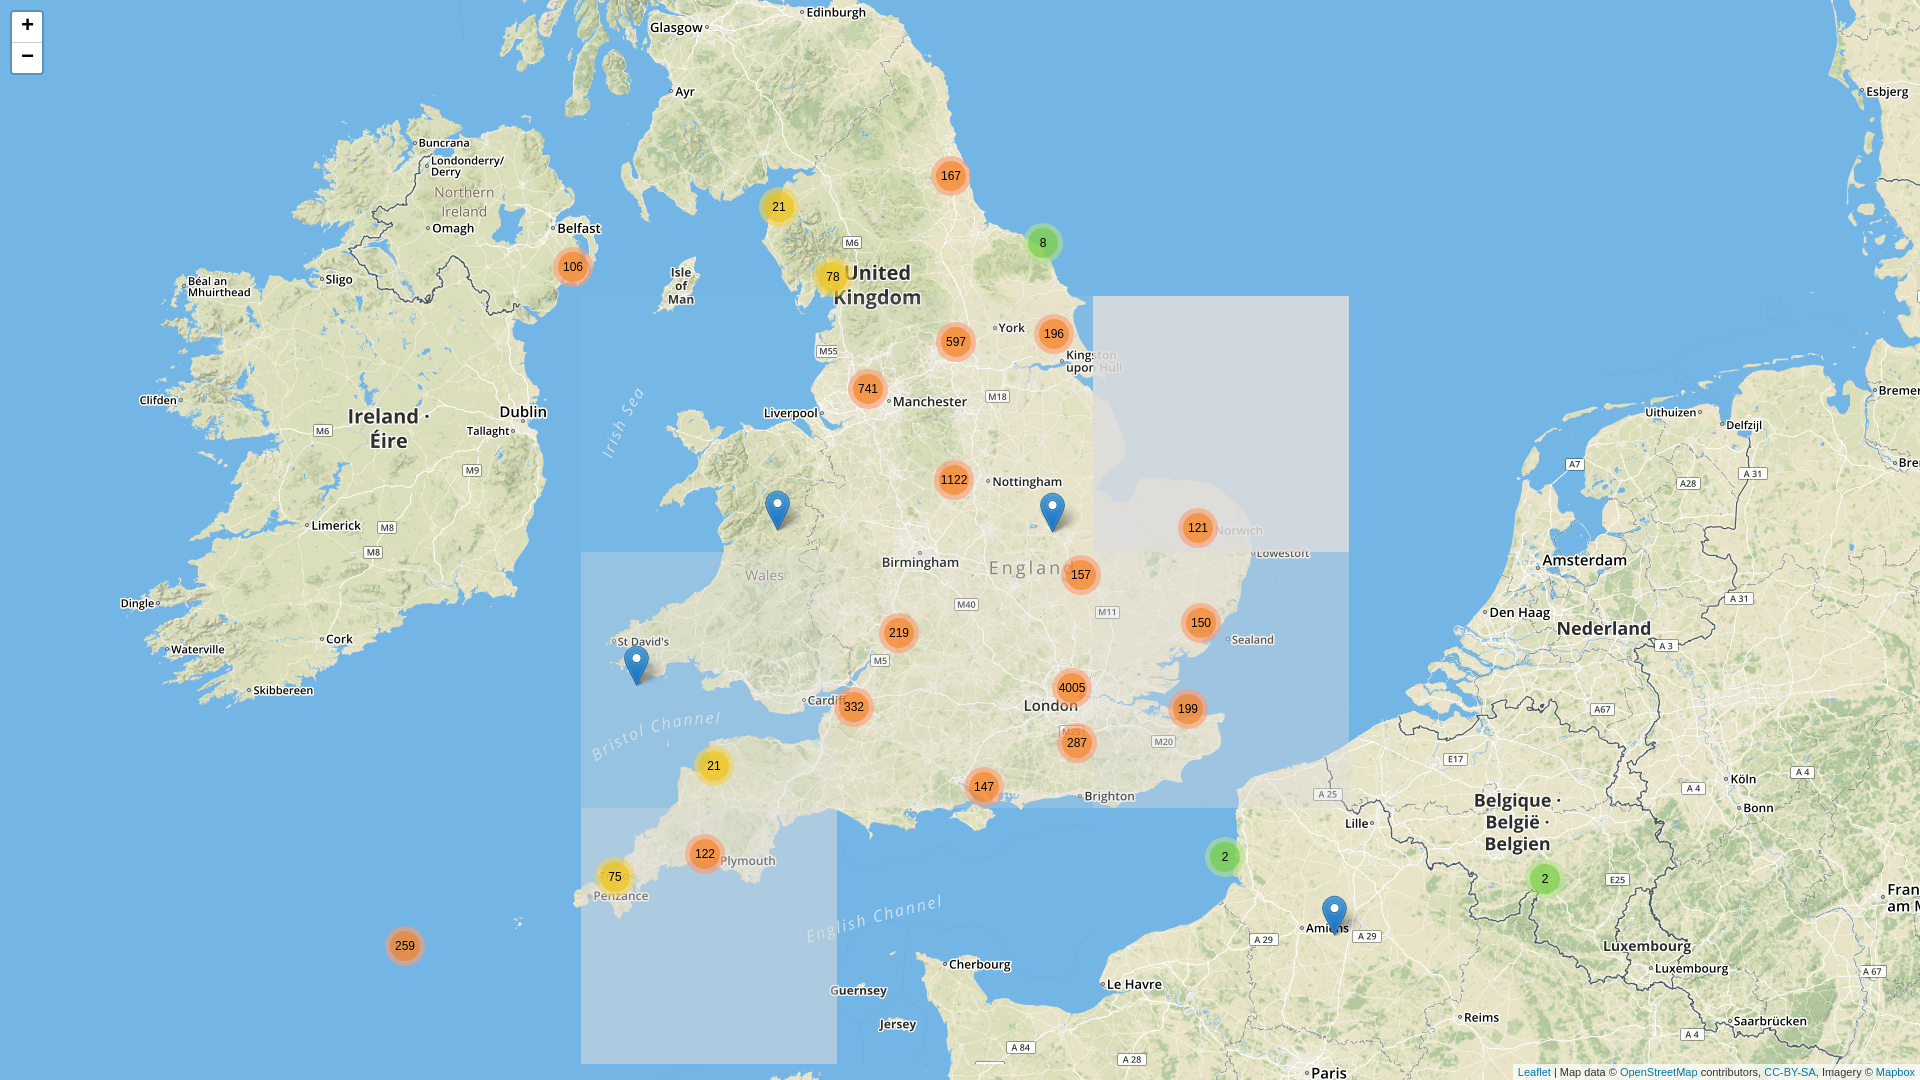 +
−
Edinburgh
Glasgow
Ayr
Esbjerg
Buncrana
Londonderry/
Derry
Northern
Ireland
Omagh
Belfast
167
21
8
106
M6
78
United
Kingdom
Isle
of
Man
Béal an
Mhuirthead
Sligo
York
196
597
M55
Kingston
upon Hull
741
Manchester
M18
Liverpool
Irish Sea
Clifden
Dublin
Ireland ·
Éire
M6
Tallaght
M9
Uithuizen
Delfzijl
A7
A 31
A28
1122
Nottingham
Limerick
M8
M8
121
Norwich
Lowestoft
Birmingham
England
157
Wales
Amsterdam
Dingle
M40
M11
Den Haag
A 31
Nederland
150
219
Sealand
St David's
Cork
Waterville
M5
A 3
Skibbereen
4005
London
Cardiff
332
199
A67
Bristol Channel
287
M20
E17
21
147
Brighton
A 25
Köln
A 4
A 4
Bonn
Belgique ·
België ·
Belgien
Lille
122
Plymouth
2
75
Penzance
2
E25
259
English Channel
Amiens
A 29
A 29
Luxembourg
Luxembourg
A 67
Cherbourg
Le Havre
Guernsey
Jersey
Reims
Saarbrücken
A 4
A 84
A 28
Paris
Leaflet | Map data © OpenStreetMap contributors, CC-BY-SA, Imagery © Mapbox